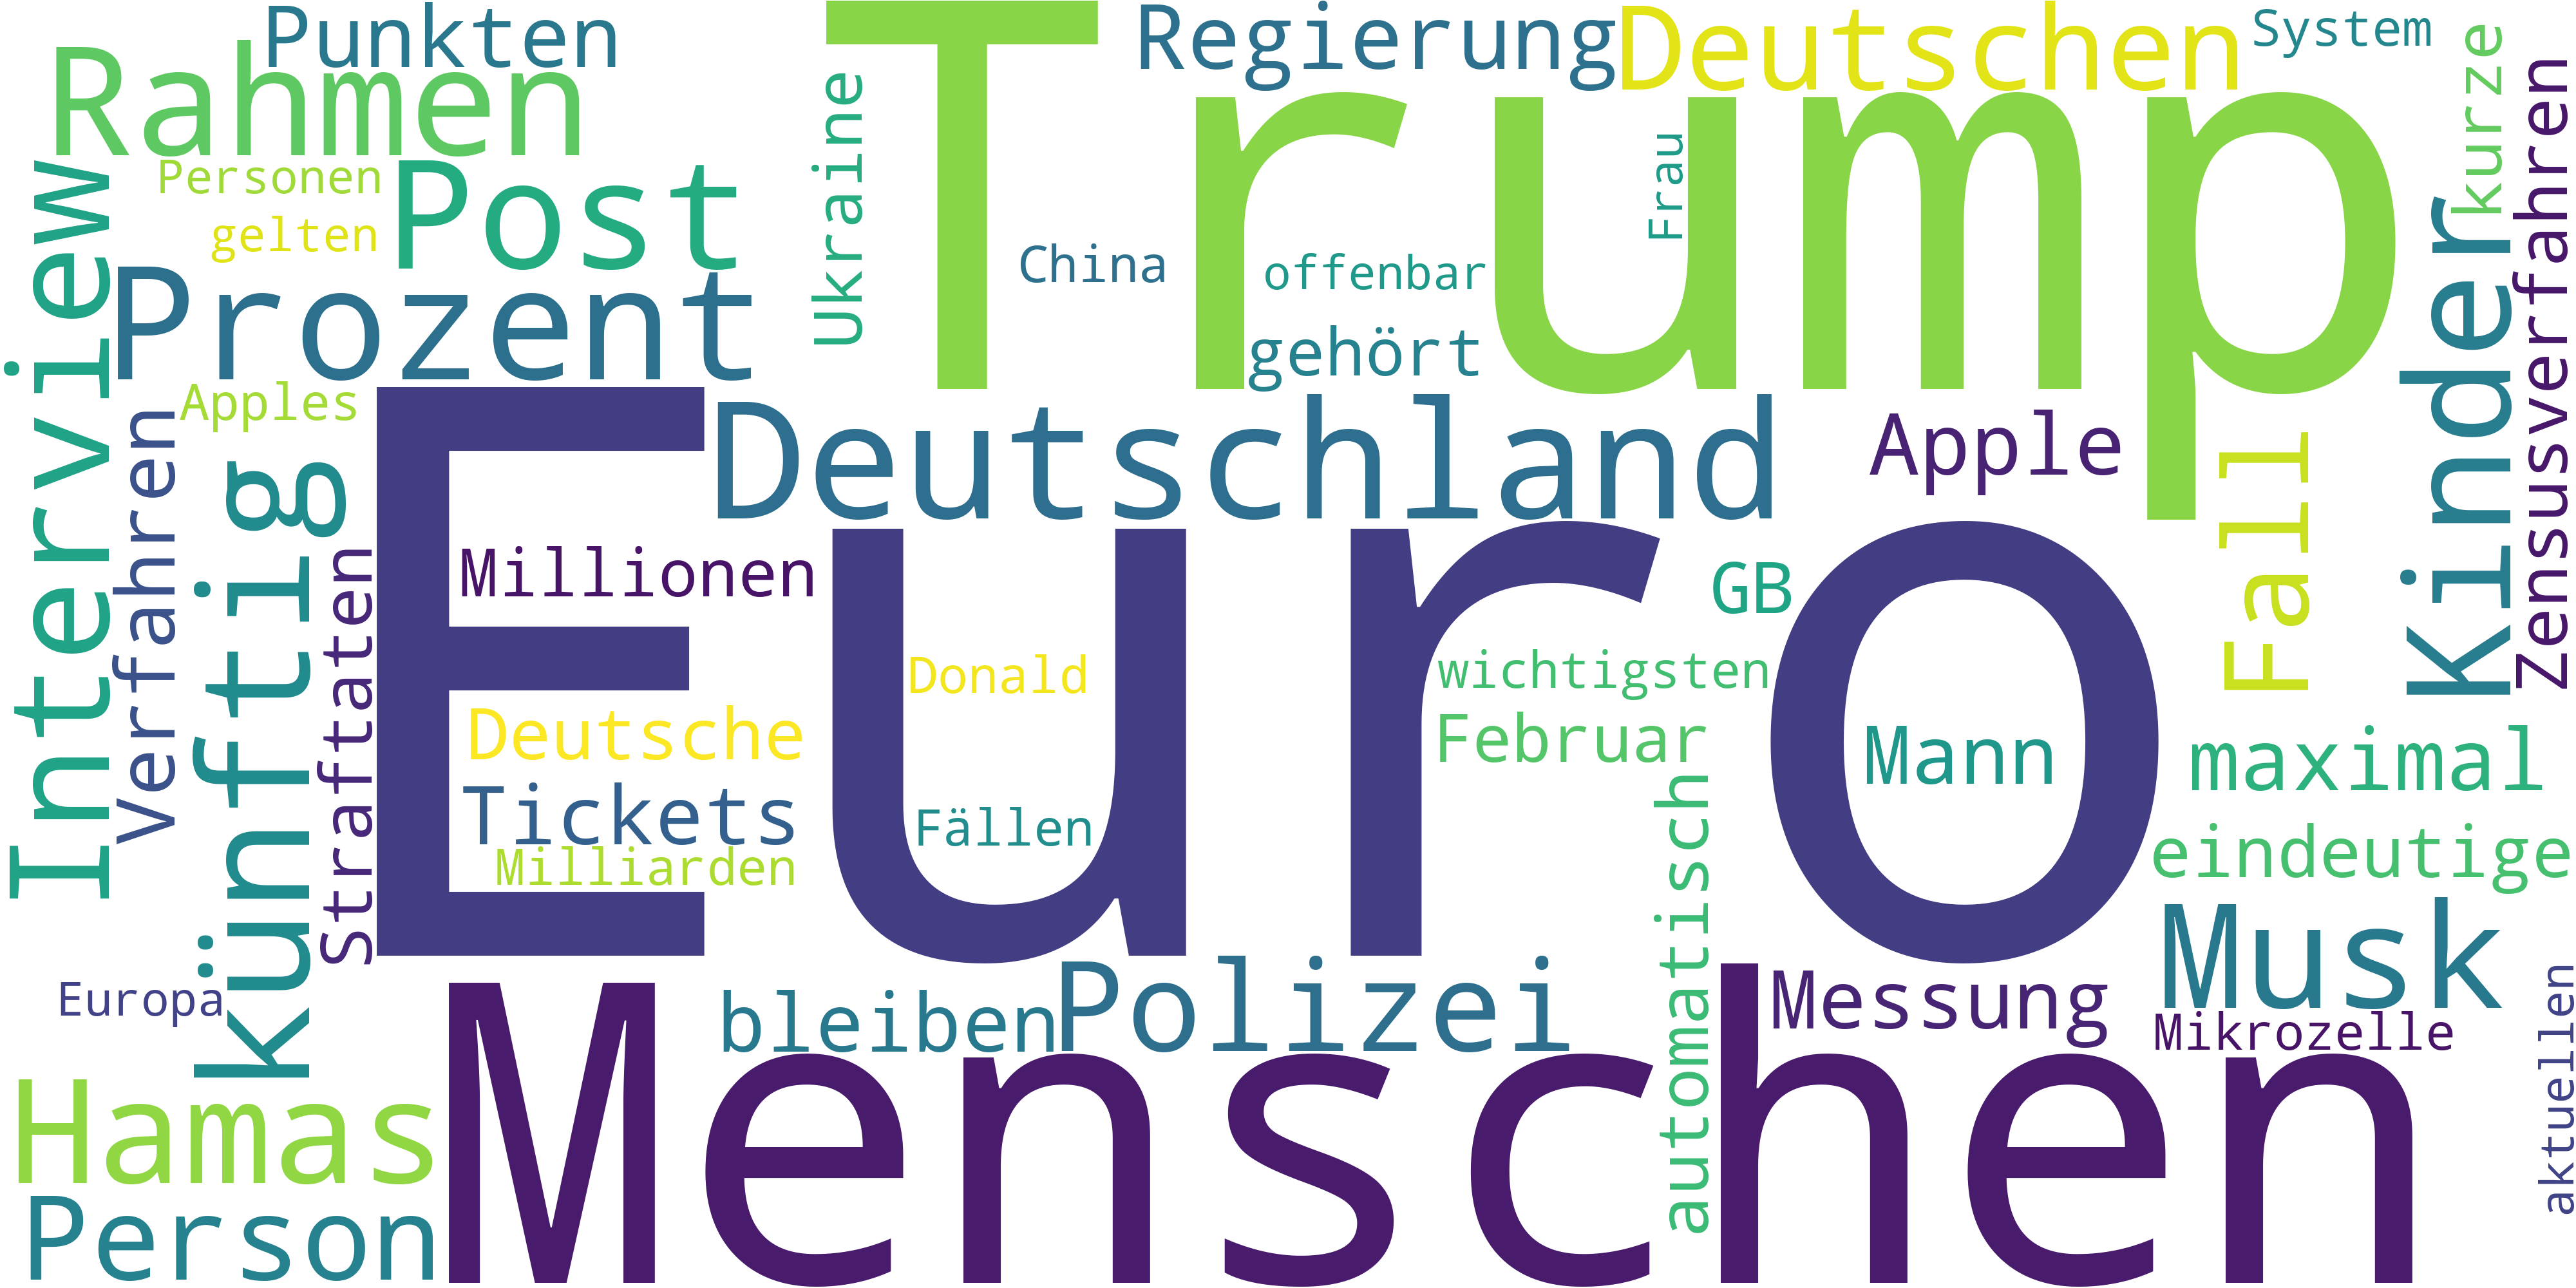 Punkten
Regierung
Deutschen
System
Rahmen
Trump
kurze
Ukraine
Zensusverfahren
Frau
Personen
Post
Interview
gelten
China
offenbar
Kinder
Prozent
gehört
Apples
Deutschland
Apple
Verfahren
künftig
Fall
Straftaten
Euro
Millionen
GB
Donald
wichtigsten
Deutsche
Februar
Mann
maximal
Tickets
Fällen
automatisch
eindeutige
Milliarden
Musk
Europa
bleiben
Polizei
Messung
Mikrozelle
aktuellen
Hamas
Menschen
Person